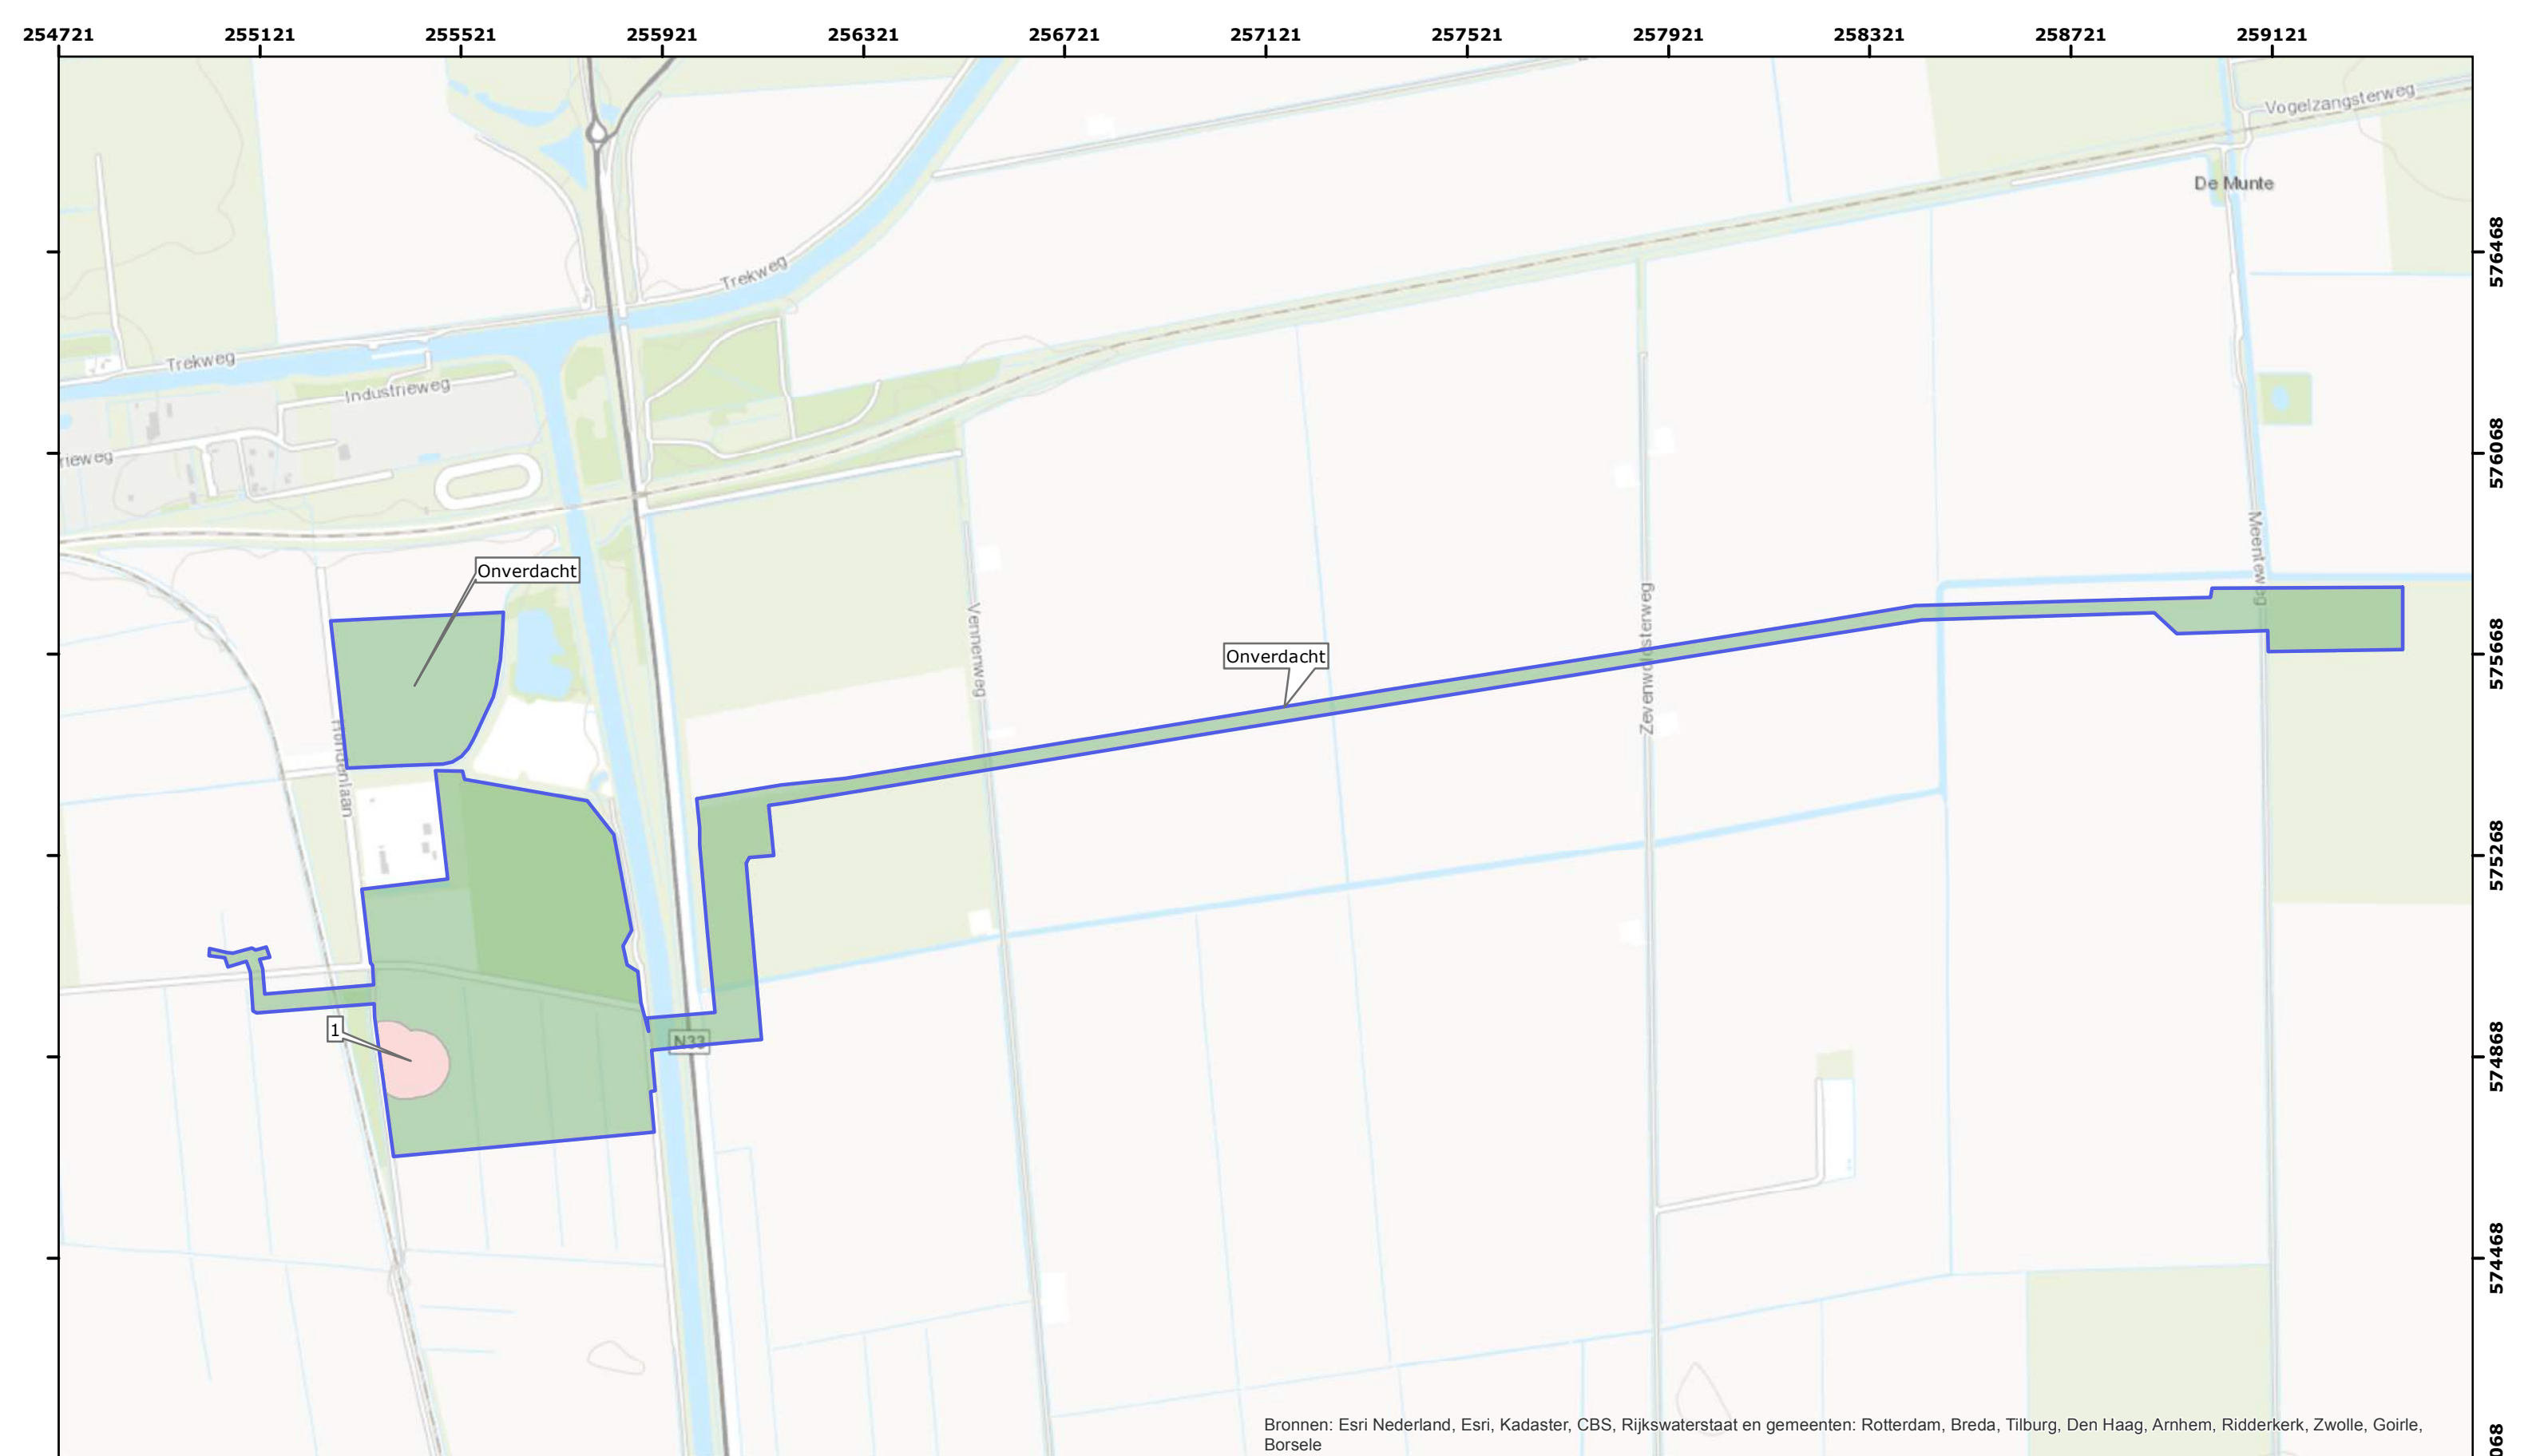 254721 255121 255521 255921 256321 256721 257121 257521 257921 258321 258721 259121
Vogelzangsterweg
De Munte
576468
Trekweg
Trekweg
Industrieweg
rieweg
576068
Meenteweg
Onverdacht
Vennerweg
Zevenwoldsterweg
Onverdacht
575668
575268
1
N33
574868
574468
068
Bronnen: Esri Nederland, Esri, Kadaster, CBS, Rijkswaterstaat en gemeenten: Rotterdam, Breda, Tilburg, Den Haag, Arnhem, Ridderkerk, Zwolle, Goirle,
Borsele